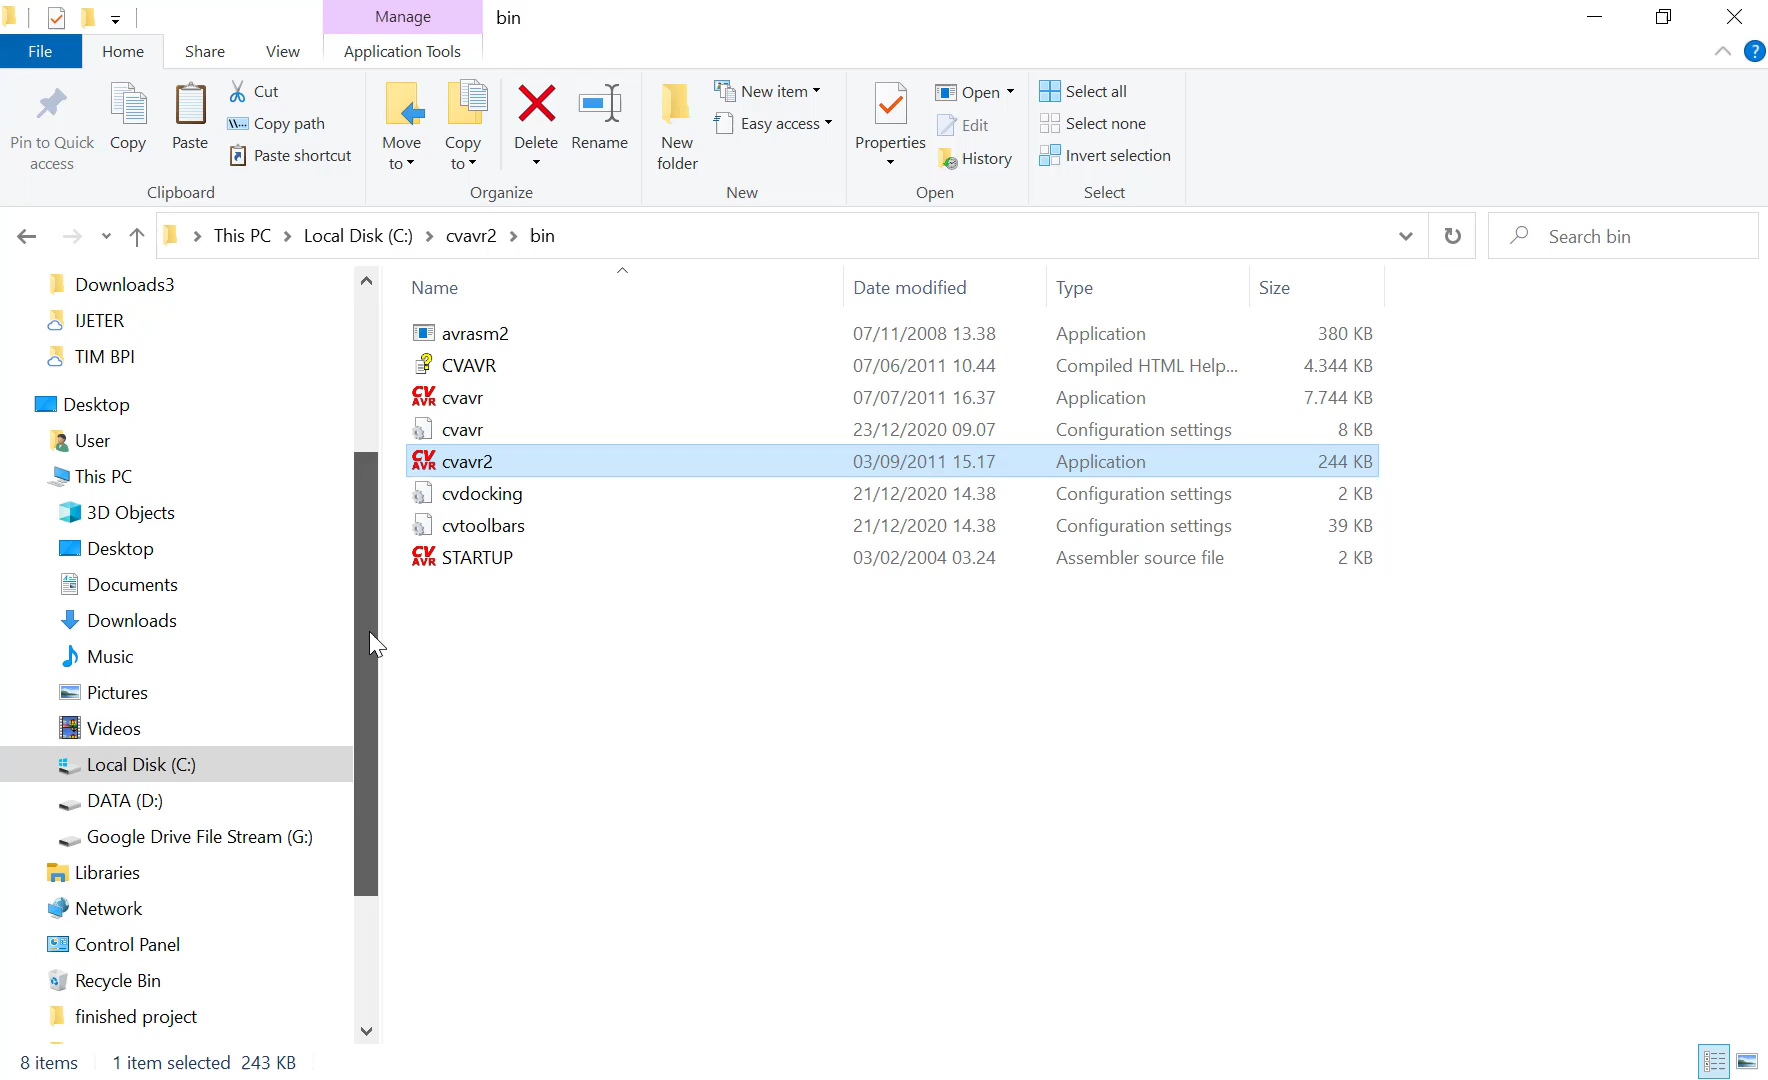 Manage
bin
File
Home
Share
View
Application Tools
Pin to Quick access
Copy
Paste
Cut
Copy path
Paste shortcut
Clipboard
Move to
Copy to
Delete
Rename
Organize
New folder
New item
Easy access
New
Properties
Open
Edit
History
Open
Select all
Select none
Invert selection
Select
This PC > Local Disk (C:) > cvavr2 > bin
Search bin
Downloads3
IJETER
TIM BPI
Desktop
User
This PC
3D Objects
Desktop
Documents
Downloads
Music
Pictures
Videos
Local Disk (C:)
DATA (D:)
Google Drive File Stream (G:)
Libraries
Network
Control Panel
Recycle Bin
finished project
Name Date modified Type Size
avrasm2 07/11/2008 13.38 Application 380 KB
CVAVR 07/06/2011 10.44 Compiled HTML Help... 4.344 KB
CV AVR cvavr 07/07/2011 16.37 Application 7.744 KB
cvavr 23/12/2020 09.07 Configuration settings 8 KB
CV AVR cvavr2 03/09/2011 15.17 Application 244 KB
cvdocking 21/12/2020 14.38 Configuration settings 2 KB
cvtoolbars 21/12/2020 14.38 Configuration settings 39 KB
CV AVR STARTUP 03/02/2004 03.24 Assembler source file 2 KB
8 items 1 item selected 243 KB